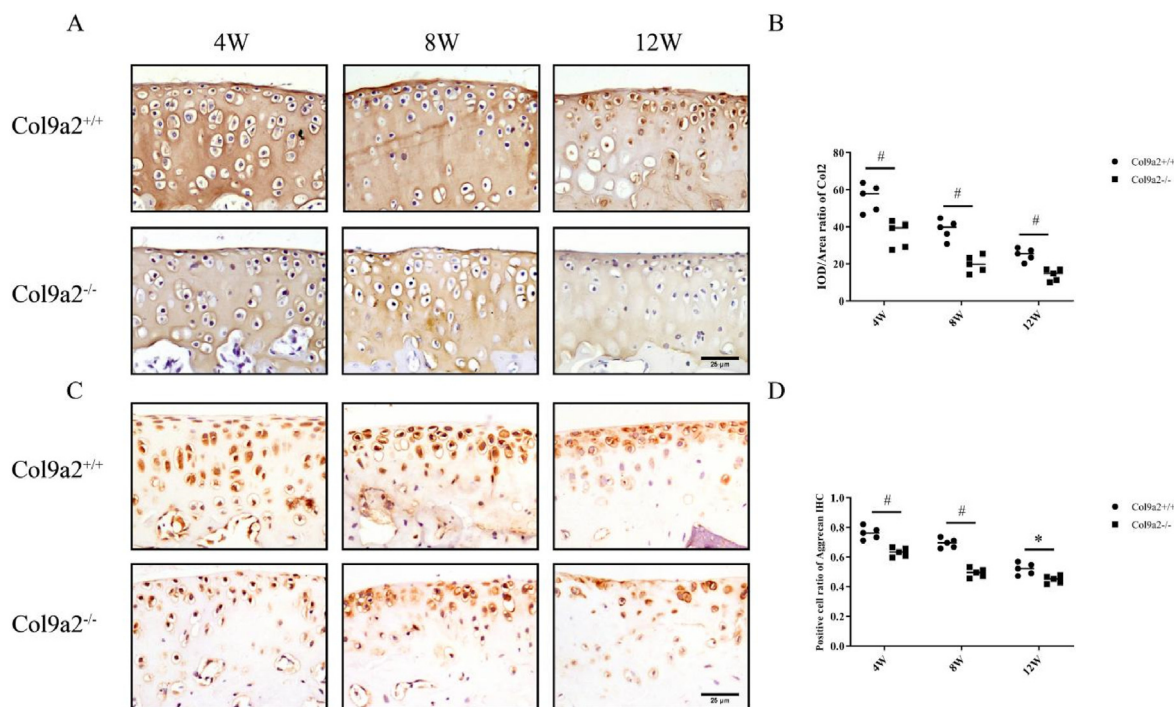 A
4W
8W
12W
Col9a2+/+
Col9a2-/-
25 μm
B
IOD/Area ratio of Col2
80
60
40
20
0
#
#
#
4W
8W
12W
Col9a2+/+
Col9a2-/-
C
Col9a2+/+
Col9a2-/-
25 μm
D
Positive cell ratio of Aggrecan IHC
1.0
0.8
0.6
0.4
0.2
0.0
#
#
*
4W
8W
12W
Col9a2+/+
Col9a2-/-